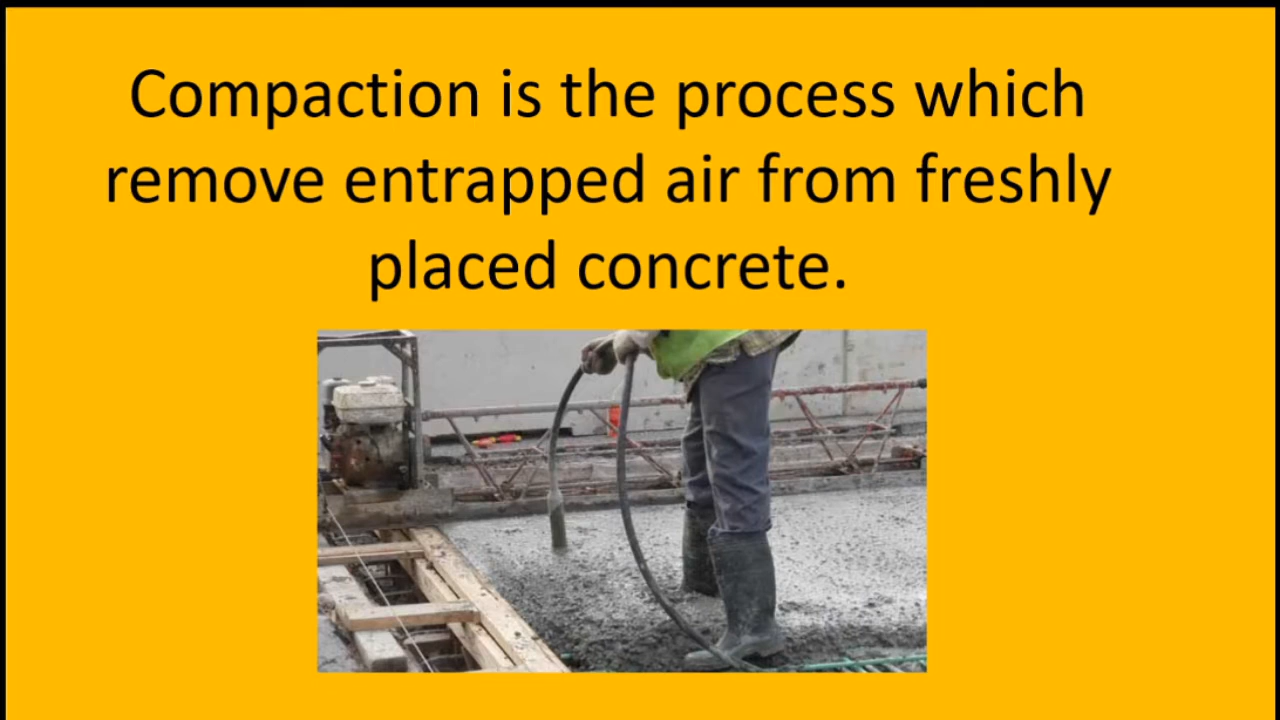 Compaction is the process which
remove entrapped air from freshly
placed concrete.